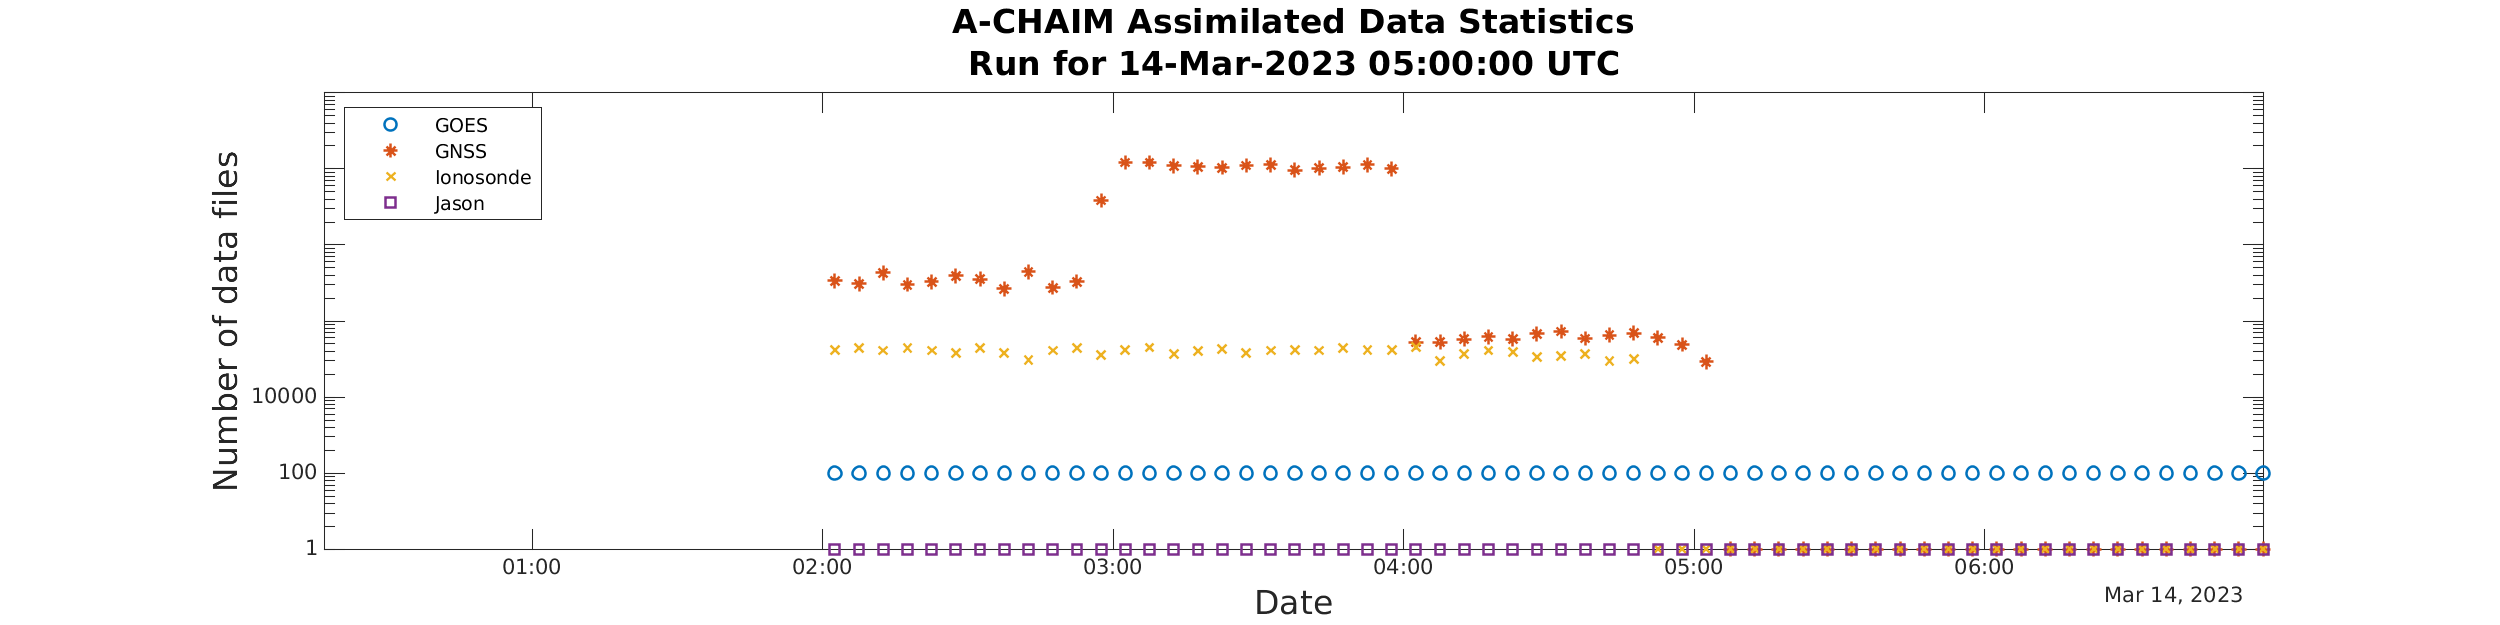 A-CHAIM Assimilated Data Statistics
Run for 14-Mar-2023 05:00:00 UTC
GOES
GNSS
Ionosonde
Jason
Number of data files
10000
100
1
01:00
02:00
03:00
04:00
05:00
06:00
Mar 14, 2023
Date